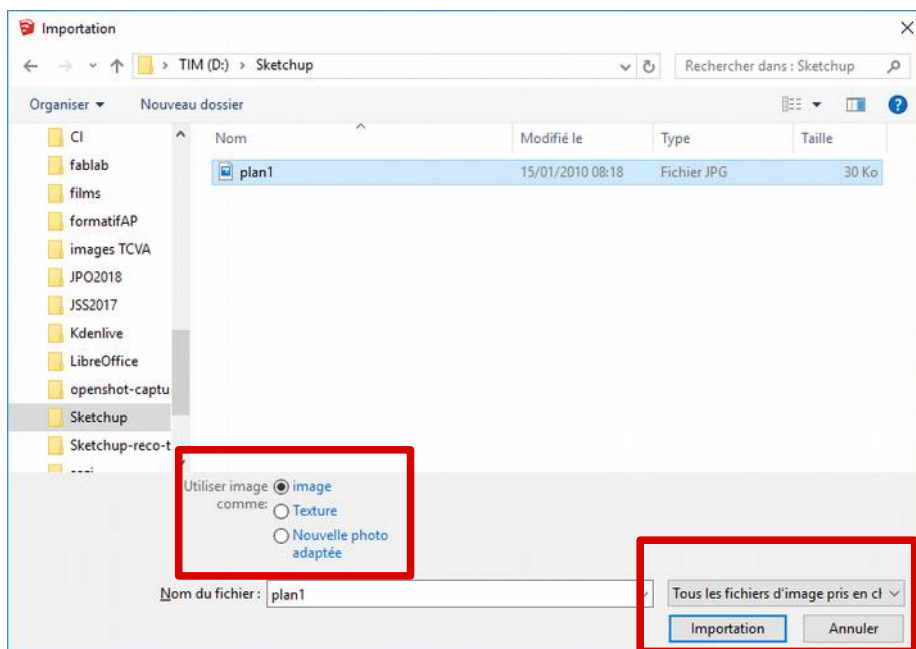 Importation
TIM (D:) > Sketchup
Rechercher dans : Sketchup
Organiser
Nouveau dossier
Nom
Modifié le
Type
Taille
plan1
15/01/2010 08:18
Fichier JPG
30 Ko
CI
fablab
films
formatifAP
images TCVA
JPO2018
JSS2017
Kdenlive
LibreOffice
openshot-captu
Sketchup
Sketchup-reco-t
Utiliser image
comme:
image
Texture
Nouvelle photo
adaptée
Nom du fichier :
plan1
Tous les fichiers d'image pris en cl
Importation
Annuler